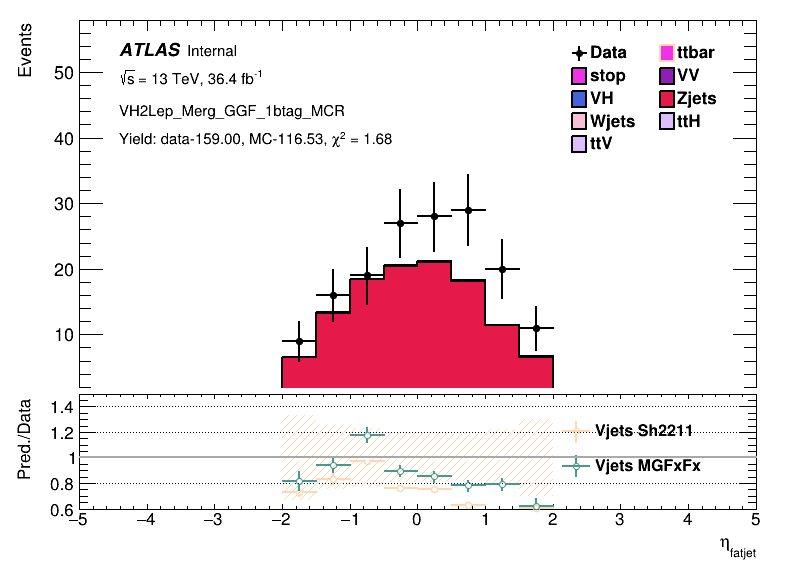 Events
ATLAS Internal
√s = 13 TeV, 36.4 fb⁻¹
VH2Lep_Merg_GGF_1btag_MCR
Yield: data-159.00, MC-116.53, χ² = 1.68
Data
ttbar
stop
VV
VH
Zjets
Wjets
ttH
ttV
50
40
30
20
10
Pred./Data
1.4
1.2
1
0.8
0.6
Vjets Sh2211
Vjets MGFxFx
−5 −4 −3 −2 −1 0 1 2 3 4 5
η_fatjet